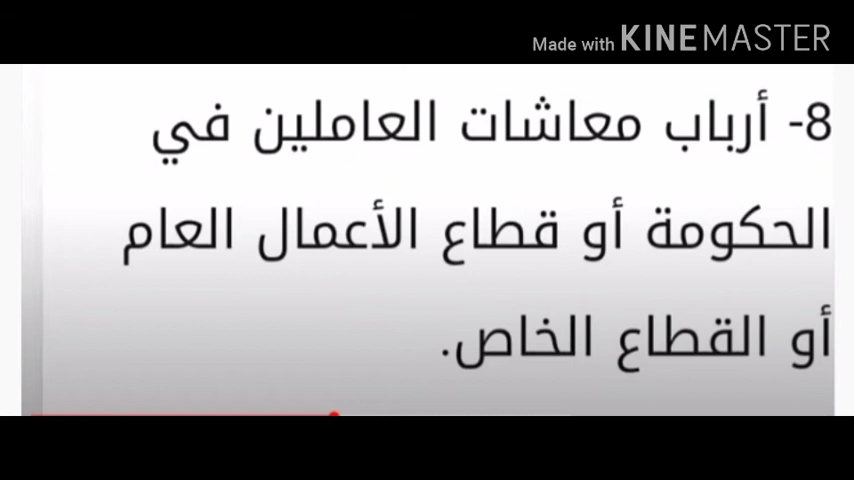 Made with KINEMASTER
8- أرباب معاشات العاملين في
الحكومة أو قطاع الأعمال العام
أو القطاع الخاص.